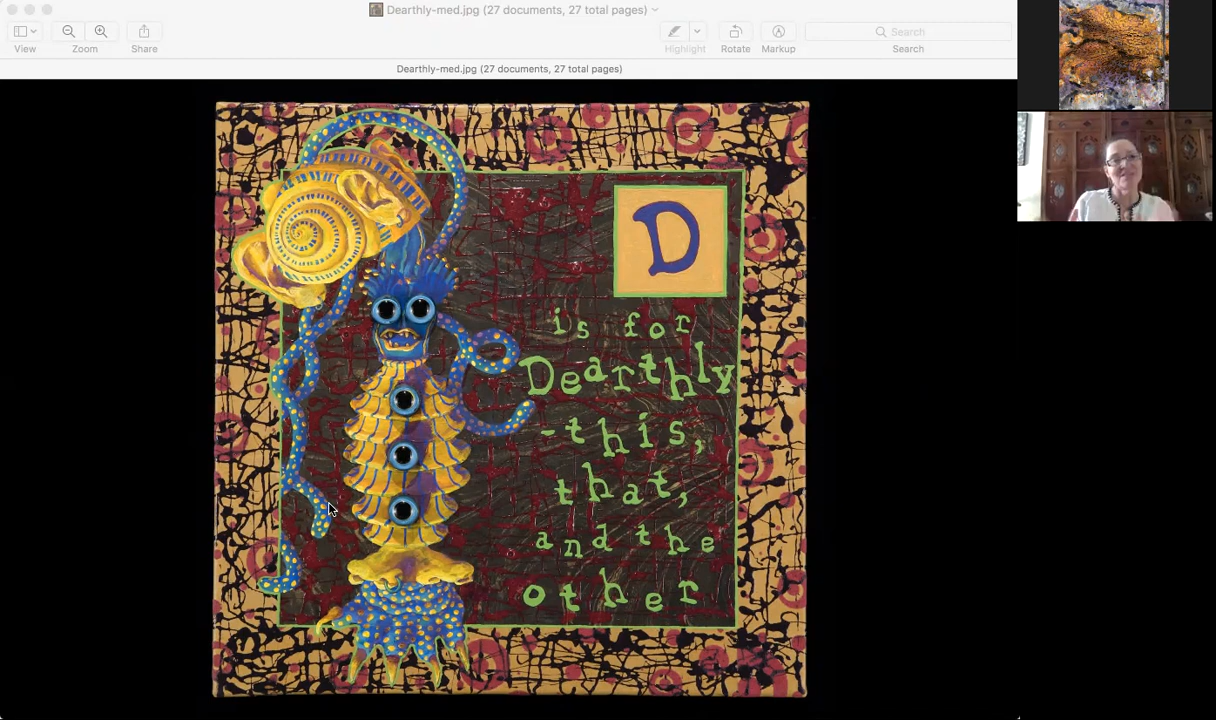 Dearthly-med.jpg (27 documents, 27 total pages)
View
Zoom
Share
Highlight
Rotate
Markup
Search
Search
Dearthly-med.jpg (27 documents, 27 total pages)
D
is for
Dearthly
-this,
that,
and the
other